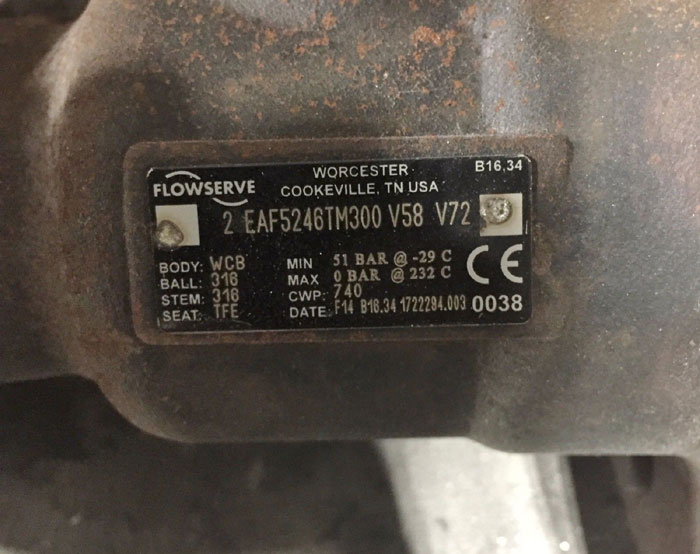 FLOWSERVE
WORCESTER
COOKEVILLE, TN USA
B16.34
2 EAF5246TM300 V58 V72
BODY: WCB
BALL: 316
STEM: 316
SEAT: TFE
MIN 51 BAR @ -29 C
MAX 0 BAR @ 232 C
CWP: 740
DATE: F14 B16.34 1722284.003
CE
0038